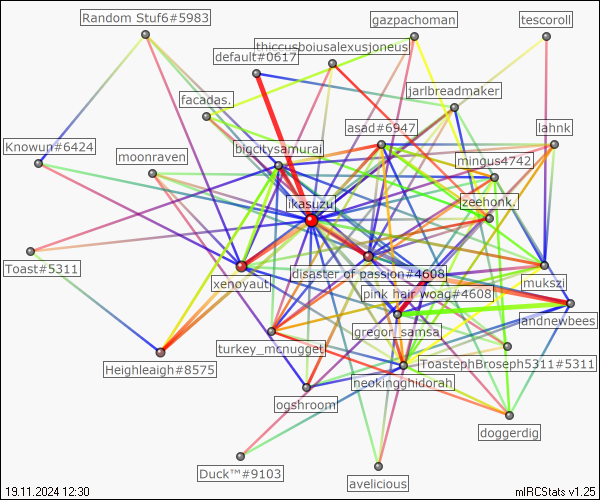 Random Stuf6#5983
gazpachoman
tescoroll
thiccusboiusalexusjoneus
default#0617
jarlbreadmaker
facadas.
asad#6947
lahnk
Knowun#6424
bigcitysamurai
moonraven
mingus4742
ikasuzu
zeehonk.
Toast#5311
disaster of passion#4608
xenoyaut
mukszi
pink hair woag#4608
andnewbees
gregor_samsa
turkey_mcnugget
Heighleaigh#8575
ToastephBroseph5311#5311
neokingghidorah
ogshroom
doggerdig
Duck™#9103
avelicious
19.11.2024 12:30
mIRCStats v1.25